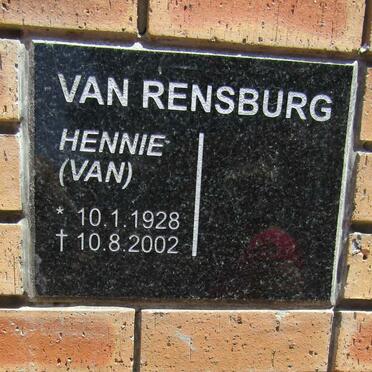 VAN RENSBURG
HENNIE
(VAN)
* 10.1.1928
† 10.8.2002